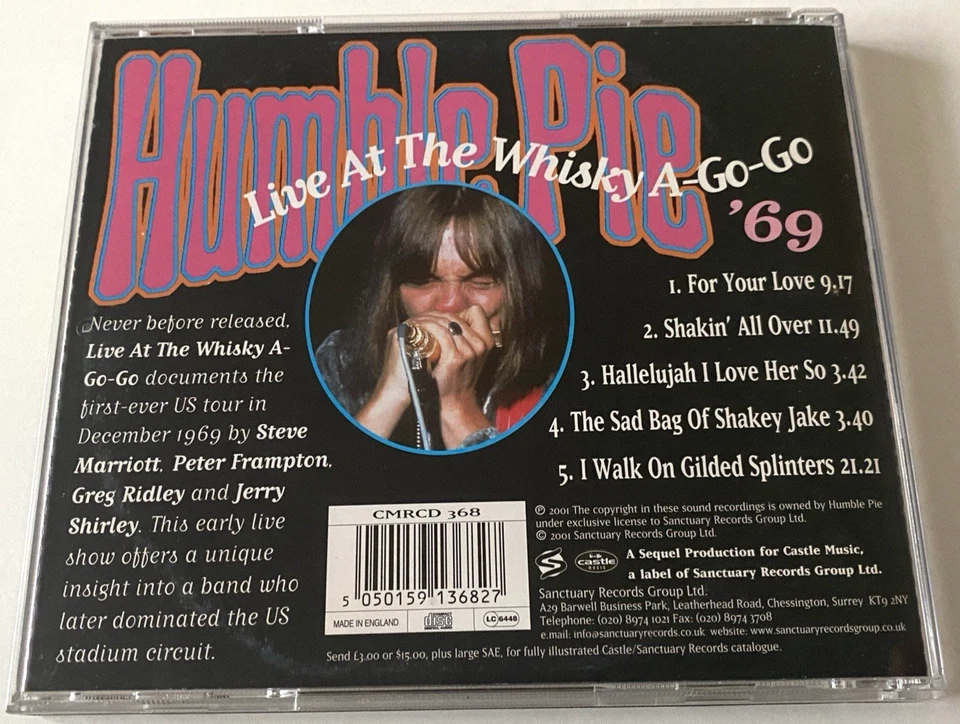 Humble Pie
Live At The Whisky A-Go-Go
'69
1. For Your Love 9.17
2. Shakin' All Over 11.49
3. Hallelujah I Love Her So 3.42
4. The Sad Bag Of Shakey Jake 3.40
5. I Walk On Gilded Splinters 21.21
Never before released,
Live At The Whisky A-
Go-Go documents the
first-ever US tour in
December 1969 by Steve
Marriott, Peter Frampton,
Greg Ridley and Jerry
Shirley. This early live
show offers a unique
insight into a band who
later dominated the US
stadium circuit.
CMRCD 368
5 050159 136827
MADE IN ENGLAND
disc
LC 6448
℗ 2001 The copyright in these sound recordings is owned by Humble Pie
under exclusive license to Sanctuary Records Group Ltd.
© 2001 Sanctuary Records Group Ltd.
castle
MUSIC
A Sequel Production for Castle Music,
a label of Sanctuary Records Group Ltd.
Sanctuary Records Group Ltd.
A29 Barwell Business Park, Leatherhead Road, Chessington, Surrey KT9 2NY
Telephone: (020) 8974 1021 Fax: (020) 8974 3708
e.mail: info@sanctuaryrecords.co.uk website: www.sanctuaryrecordsgroup.co.uk
Send £3.00 or $15.00, plus large SAE, for fully illustrated Castle/Sanctuary Records catalogue.